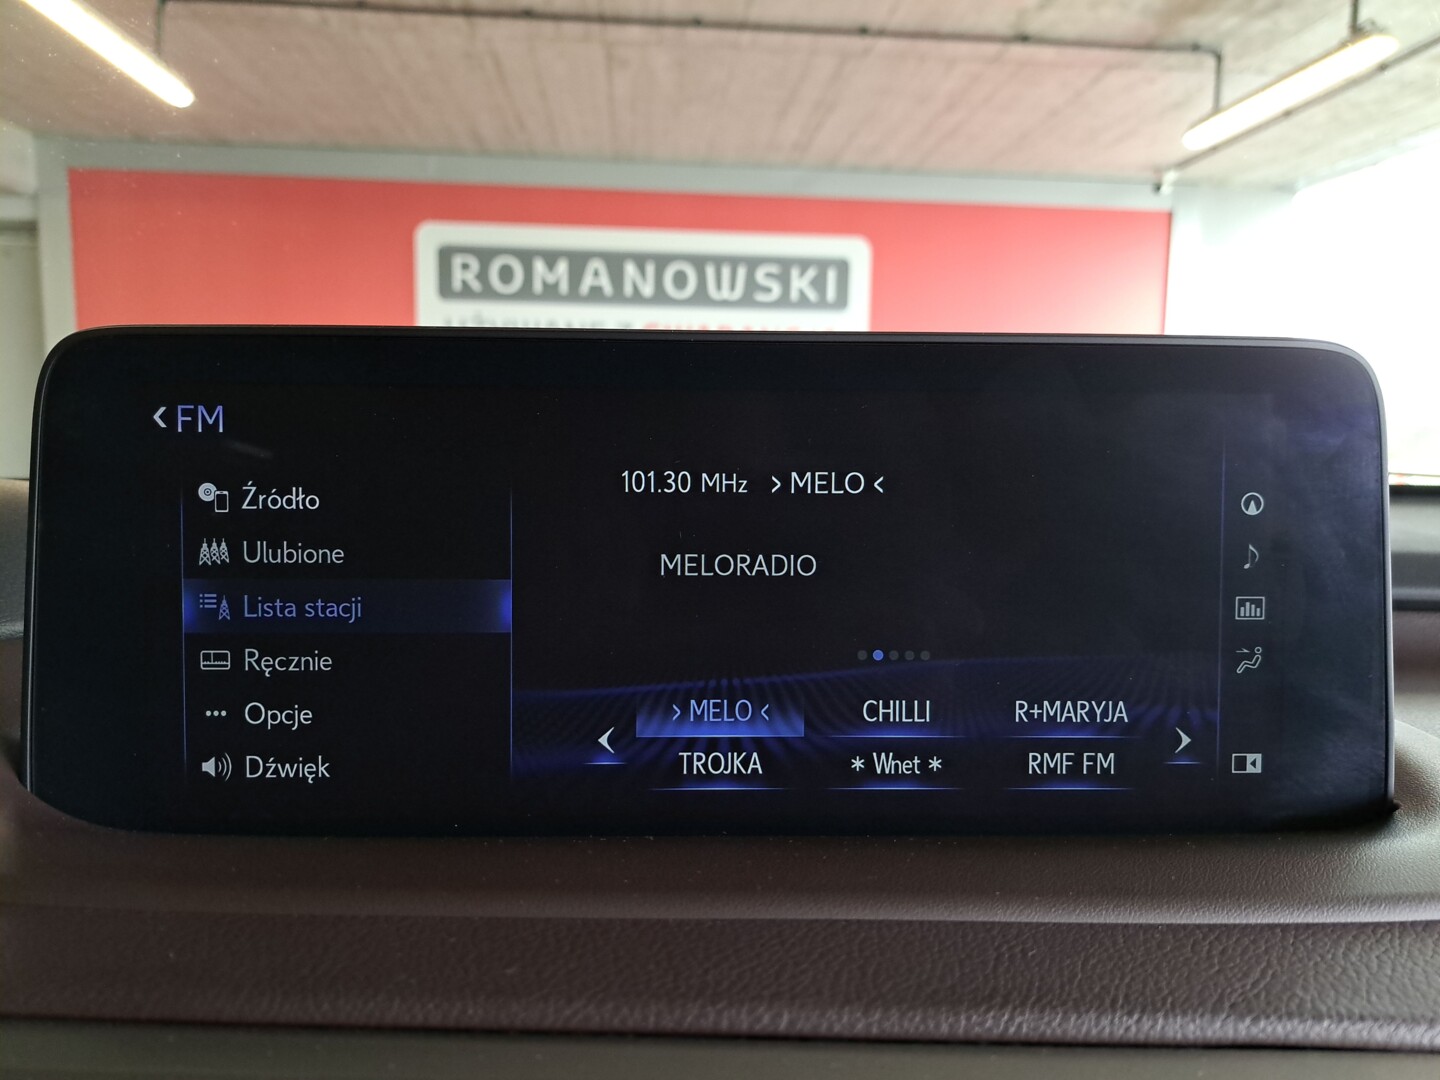 ROMANOWSKI
FM
Źródło
Ulubione
Lista stacji
Ręcznie
Opcje
Dźwięk
101.30 MHz >MELO<
MELORADIO
>MELO<
CHILLI
R+MARYJA
TROJKA
* Wnet *
RMF FM